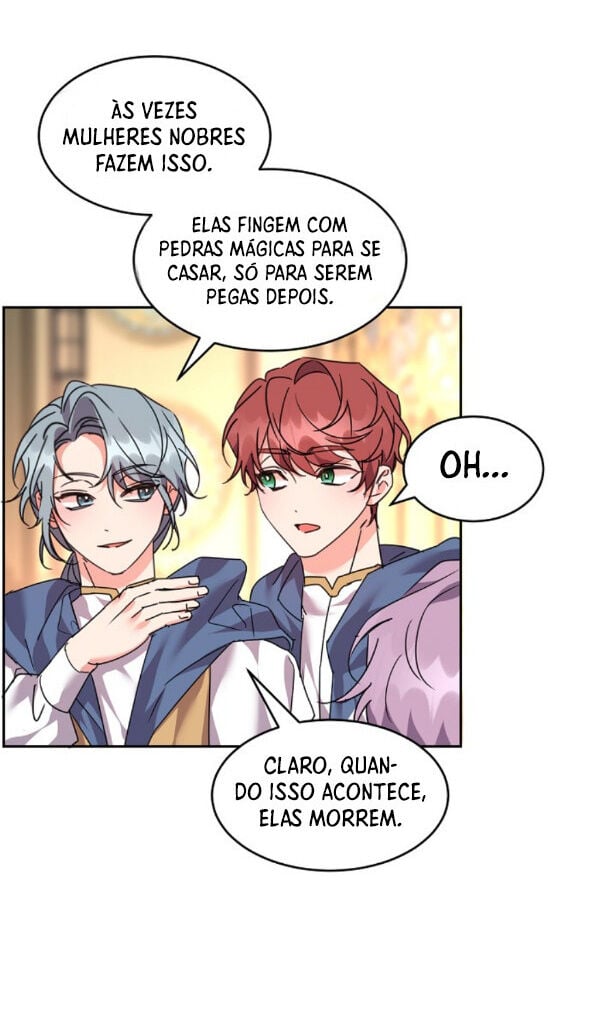 ÀS VEZES
MULHERES NOBRES
FAZEM ISSO.
ELAS FINGEM COM
PEDRAS MÁGICAS PARA SE
CASAR, SÓ PARA SEREM
PEGAS DEPOIS.
OH...
CLARO, QUAN-
DO ISSO ACONTECE,
ELAS MORREM.